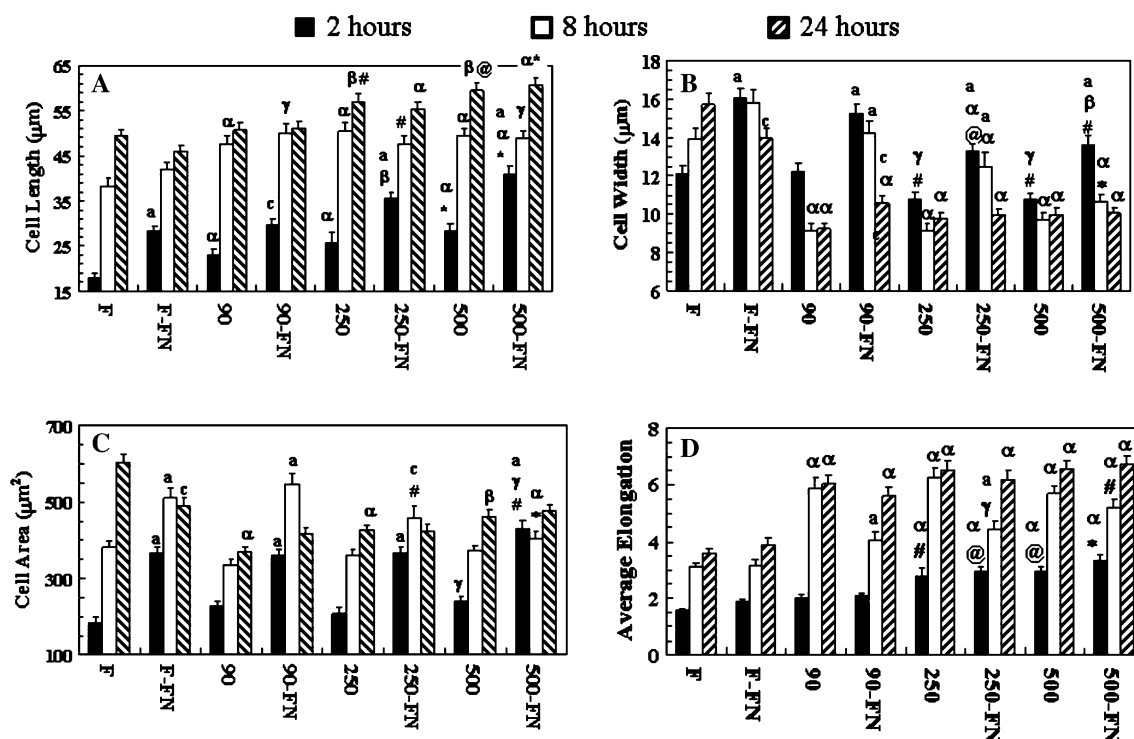 2 hours 8 hours 24 hours
A
Cell Length (µm)
65
55
45
35
25
15
a
α
c
α
a
β
α
*
a
α
*
α
γ
α
#
α
γ
β#
α
β@
α*
F
F-FN
90
90-FN
250
250-FN
500
500-FN
B
Cell Width (µm)
18
16
14
12
10
8
6
a
c
αα
a
a
c
α
c
γ
#
α
α
a
α
@
a
α
α
γ
#
α
α
a
β
#
α
*
α
F
F-FN
90
90-FN
250
250-FN
500
500-FN
C
Cell Area (µm²)
700
500
300
100
a
a
c
α
a
a
α
a
c
#
γ
β
a
γ
#
α
*
F
F-FN
90
90-FN
250
250-FN
500
500-FN
D
Average Elongation
8
6
4
2
0
α
α
a
α
α
#
α
α
α
@
a
γ
α
α
@
α
α
α
*
α
#
α
F
F-FN
90
90-FN
250
250-FN
500
500-FN